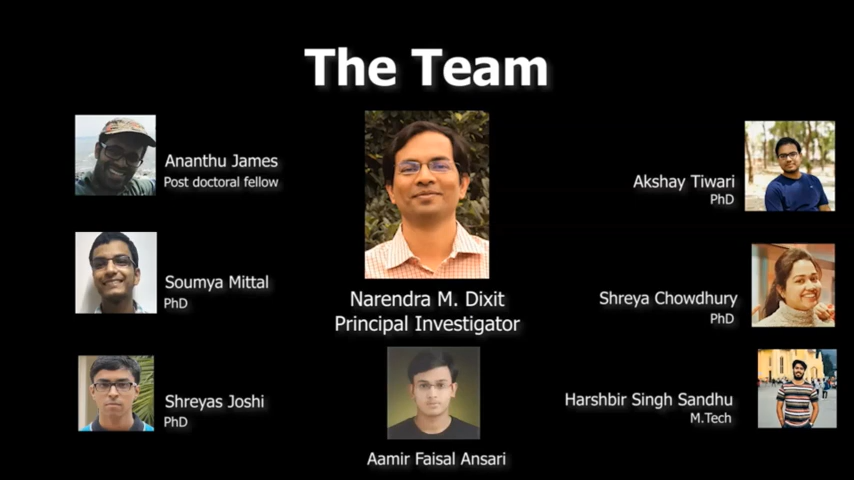 The Team
Ananthu James
Post doctoral fellow
Soumya Mittal
PhD
Shreyas Joshi
PhD
Narendra M. Dixit
Principal Investigator
Aamir Faisal Ansari
Akshay Tiwari
PhD
Shreya Chowdhury
PhD
Harshbir Singh Sandhu
M.Tech